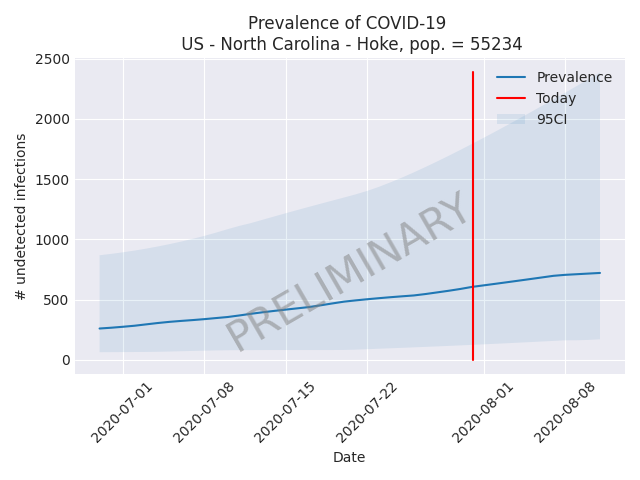 Prevalence of COVID-19
US - North Carolina - Hoke, pop. = 55234
# undetected infections
2500
2000
1500
1000
500
0
Prevalence
Today
95CI
PRELIMINARY
2020-07-01
2020-07-08
2020-07-15
2020-07-22
2020-08-01
2020-08-08
Date